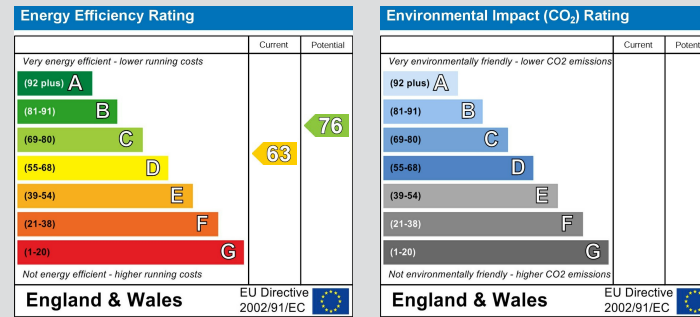 Energy Efficiency Rating
Current Potential
Very energy efficient - lower running costs
(92 plus) A
(81-91) B
(69-80) C
(55-68) D
(39-54) E
(21-38) F
(1-20) G
63
76
Not energy efficient - higher running costs
England & Wales
EU Directive
2002/91/EC
Environmental Impact (CO₂) Rating
Current Potent
Very environmentally friendly - lower CO2 emissions
(92 plus) A
(81-91) B
(69-80) C
(55-68) D
(39-54) E
(21-38) F
(1-20) G
Not environmentally friendly - higher CO2 emissions
England & Wales
EU Directive
2002/91/EC